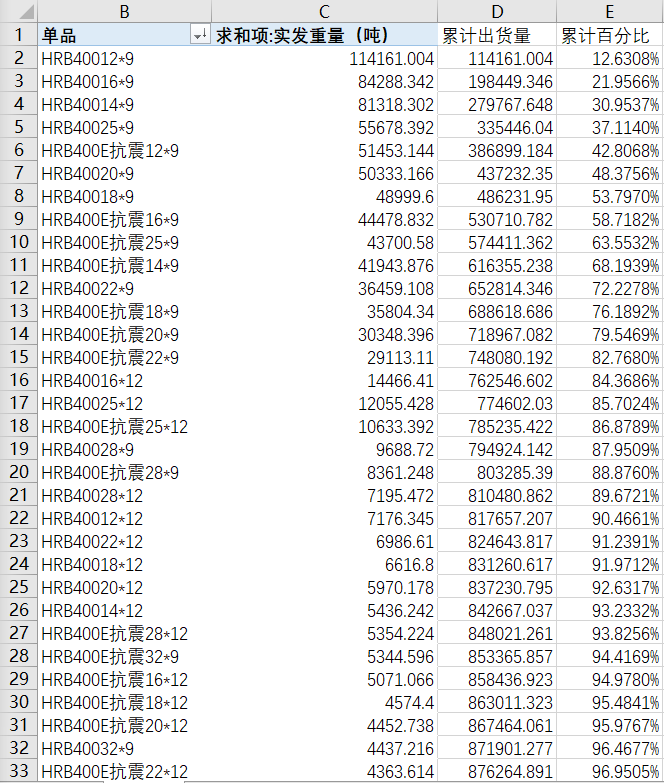 B C D E
1 单品 求和项:实发重量（吨） 累计出货量 累计百分比
2 HRB40012*9 114161.004 114161.004 12.6308%
3 HRB40016*9 84288.342 198449.346 21.9566%
4 HRB40014*9 81318.302 279767.648 30.9537%
5 HRB40025*9 55678.392 335446.04 37.1140%
6 HRB400E抗震12*9 51453.144 386899.184 42.8068%
7 HRB40020*9 50333.166 437232.35 48.3756%
8 HRB40018*9 48999.6 486231.95 53.7970%
9 HRB400E抗震16*9 44478.832 530710.782 58.7182%
10 HRB400E抗震25*9 43700.58 574411.362 63.5532%
11 HRB400E抗震14*9 41943.876 616355.238 68.1939%
12 HRB40022*9 36459.108 652814.346 72.2278%
13 HRB400E抗震18*9 35804.34 688618.686 76.1892%
14 HRB400E抗震20*9 30348.396 718967.082 79.5469%
15 HRB400E抗震22*9 29113.11 748080.192 82.7680%
16 HRB40016*12 14466.41 762546.602 84.3686%
17 HRB40025*12 12055.428 774602.03 85.7024%
18 HRB400E抗震25*12 10633.392 785235.422 86.8789%
19 HRB40028*9 9688.72 794924.142 87.9509%
20 HRB400E抗震28*9 8361.248 803285.39 88.8760%
21 HRB40028*12 7195.472 810480.862 89.6721%
22 HRB40012*12 7176.345 817657.207 90.4661%
23 HRB40022*12 6986.61 824643.817 91.2391%
24 HRB40018*12 6616.8 831260.617 91.9712%
25 HRB40020*12 5970.178 837230.795 92.6317%
26 HRB40014*12 5436.242 842667.037 93.2332%
27 HRB400E抗震28*12 5354.224 848021.261 93.8256%
28 HRB400E抗震32*9 5344.596 853365.857 94.4169%
29 HRB400E抗震16*12 5071.066 858436.923 94.9780%
30 HRB400E抗震18*12 4574.4 863011.323 95.4841%
31 HRB400E抗震20*12 4452.738 867464.061 95.9767%
32 HRB40032*9 4437.216 871901.277 96.4677%
33 HRB400E抗震22*12 4363.614 876264.891 96.9505%